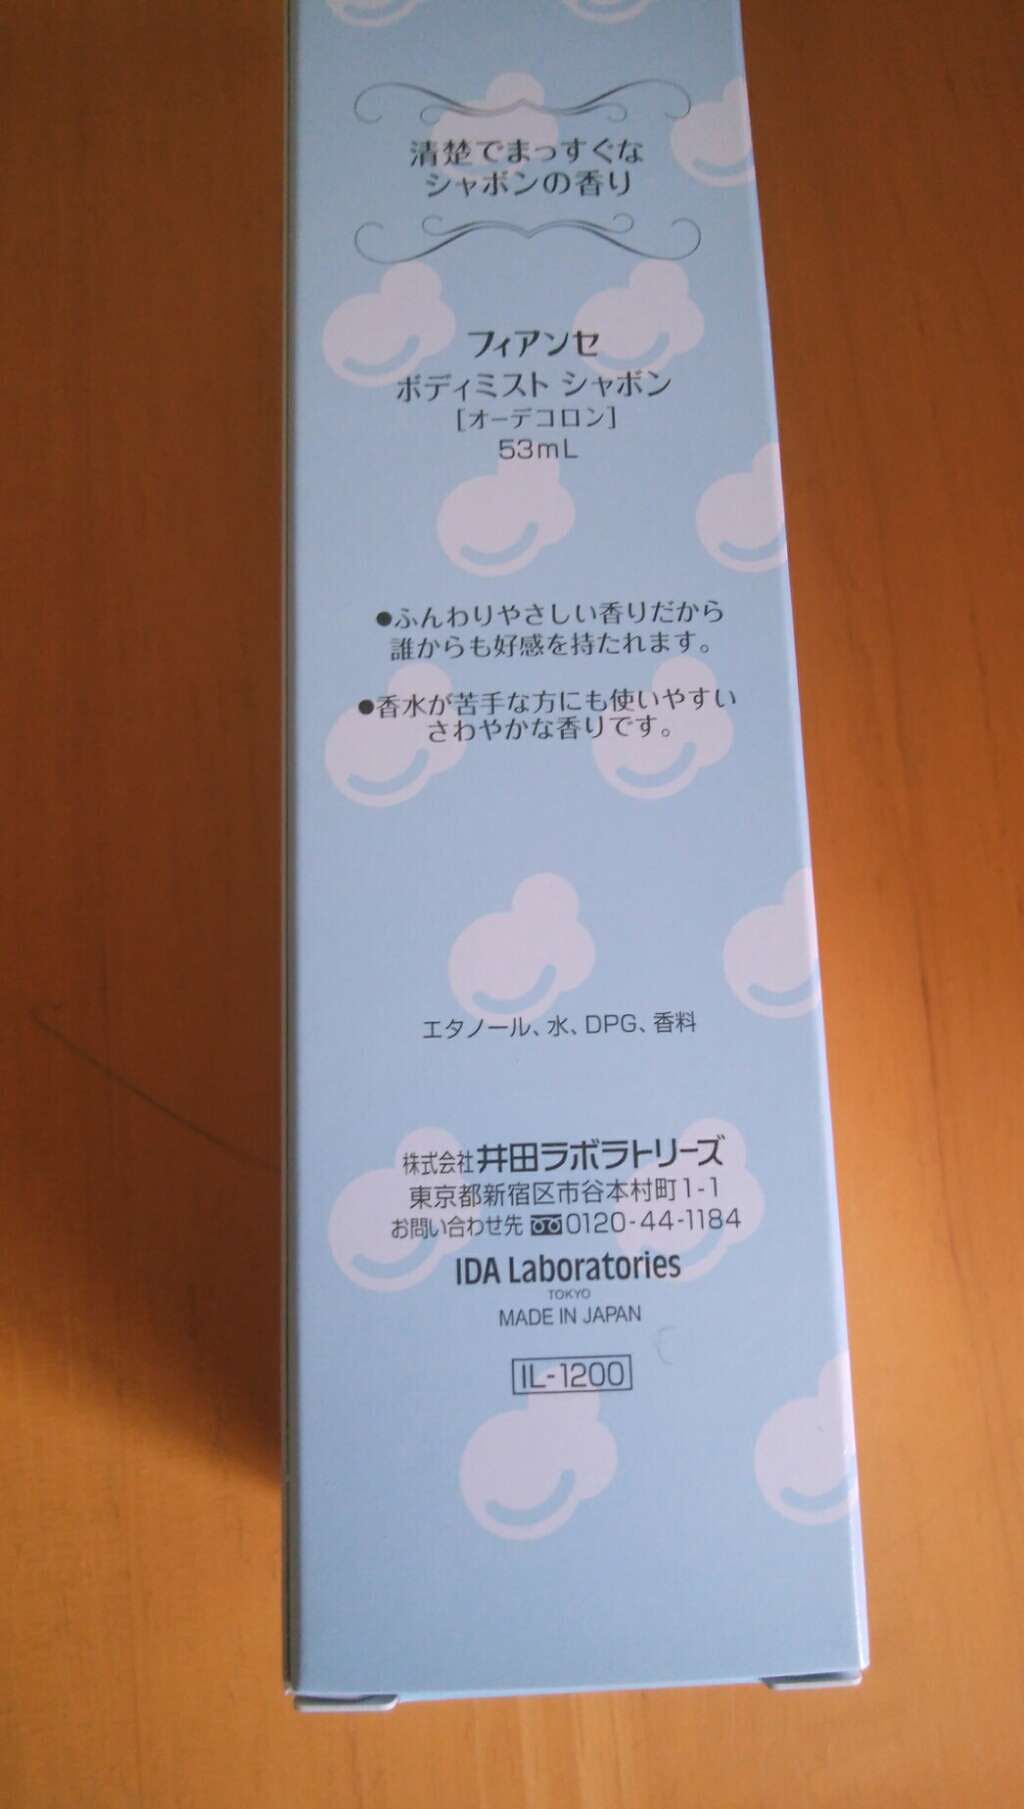 清楚でまっすぐな
シャボンの香り
フィアンセ
ボディミスト シャボン
[オーデコロン]
53mL
●ふんわりやさしい香りだから
誰からも好感を持たれます。
●香水が苦手な方にも使いやすい
さわやかな香りです。
エタノール、水、DPG、香料
株式会社 井田ラボラトリーズ
東京都新宿区市谷本村町1-1
お問い合わせ先 0120-44-1184
IDA Laboratories
TOKYO
MADE IN JAPAN
IL-1200